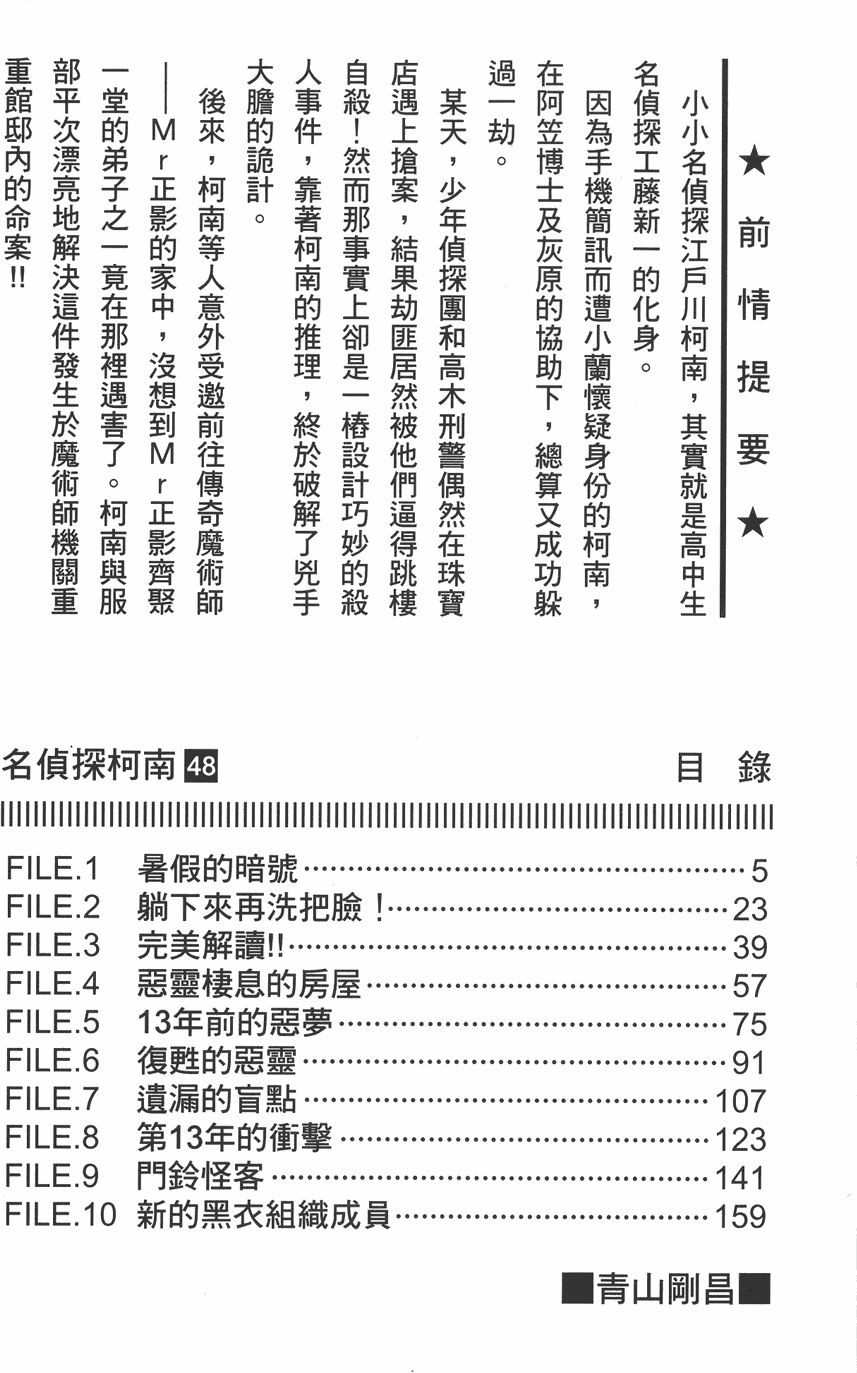 ★前情提要★
小小名偵探江戶川柯南，其實就是高中生
名偵探工藤新一的化身。
因為手機簡訊而遭小蘭懷疑身份的柯南，
在阿笠博士及灰原的協助下，總算又成功躲
過一劫。
某天，少年偵探團和高木刑警偶然在珠寶
店遇上搶案，結果劫匪居然被他們逼得跳樓
自殺！然而那事實上卻是一樁設計巧妙的殺
人事件，靠著柯南的推理，終於破解了兇手
大膽的詭計。
後來，柯南等人意外受邀前往傳奇魔術師
——Mr正影的家中，沒想到Mr正影齊聚
一堂的弟子之一竟在那裡遇害了。柯南與服
部平次漂亮地解決這件發生於魔術師機關重
重館邸內的命案!!
名偵探柯南48 目錄
FILE.1 暑假的暗號…5
FILE.2 躺下來再洗把臉！…23
FILE.3 完美解讀!!…39
FILE.4 惡靈棲息的房屋…57
FILE.5 13年前的惡夢…75
FILE.6 復甦的惡靈…91
FILE.7 遺漏的盲點…107
FILE.8 第13年的衝擊…123
FILE.9 門鈴怪客…141
FILE.10 新的黑衣組織成員…159
■青山剛昌■